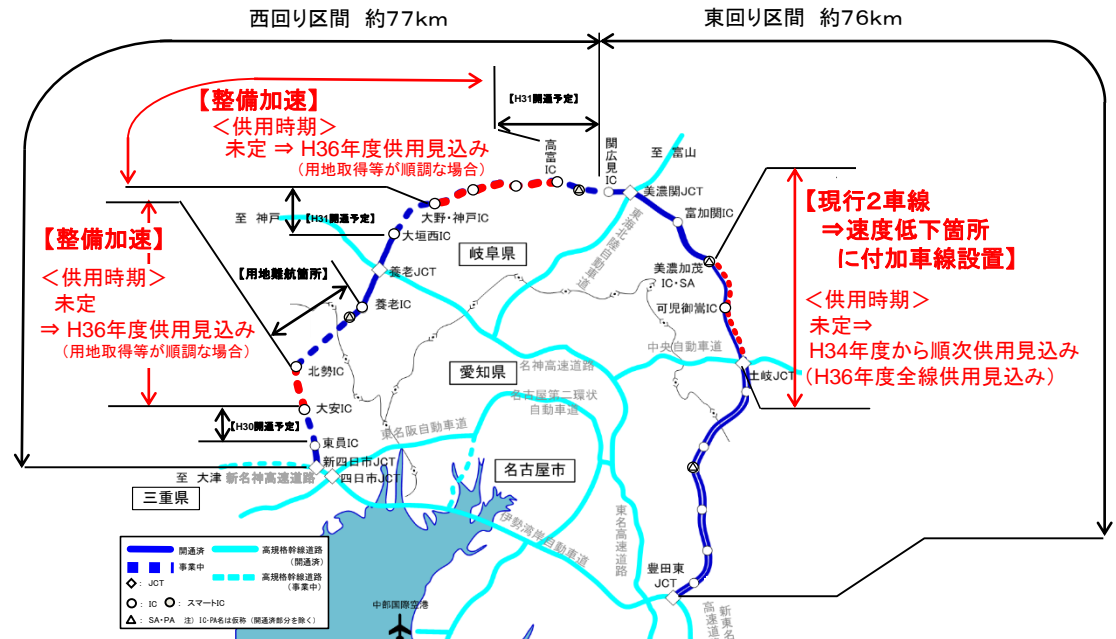 西回り区間 約77km
東回り区間 約76km
【整備加速】
＜供用時期＞
未定 ⇒ H36年度供用見込み
（用地取得等が順調な場合）
【H31開通予定】
高富IC
関広見IC
至 富山
美濃関JCT
富加関IC
東海北陸自動車道
【現行2車線
⇒速度低下箇所
に付加車線設置】
＜供用時期＞
未定⇒
H34年度から順次供用見込み
（H36年度全線供用見込み）
大野・神戸IC
至 神戸
【H31開通予定】
大垣西IC
岐阜県
美濃加茂
IC・SA
可児御嵩IC
【整備加速】
＜供用時期＞
未定
⇒ H36年度供用見込み
（用地取得等が順調な場合）
【用地難航箇所】
養老JCT
養老IC
中央自動車道
土岐JCT
名神高速道路
愛知県
北勢IC
名古屋第二環状
自動車道
大安IC
【H30開通予定】
東名阪自動車道
東員IC
新四日市JCT
至 大津 新名神高速道路
四日市JCT
名古屋市
三重県
伊勢湾岸自動車道
東名高速道路
豊田東
JCT
新東名
高速道
中部国際空港
開通済
高規格幹線道路
（開通済）
事業中
高規格幹線道路
（事業中）
：JCT
：IC
：スマートIC
：SA・PA 注）IC・PA名は仮称（開通済部分を除く）